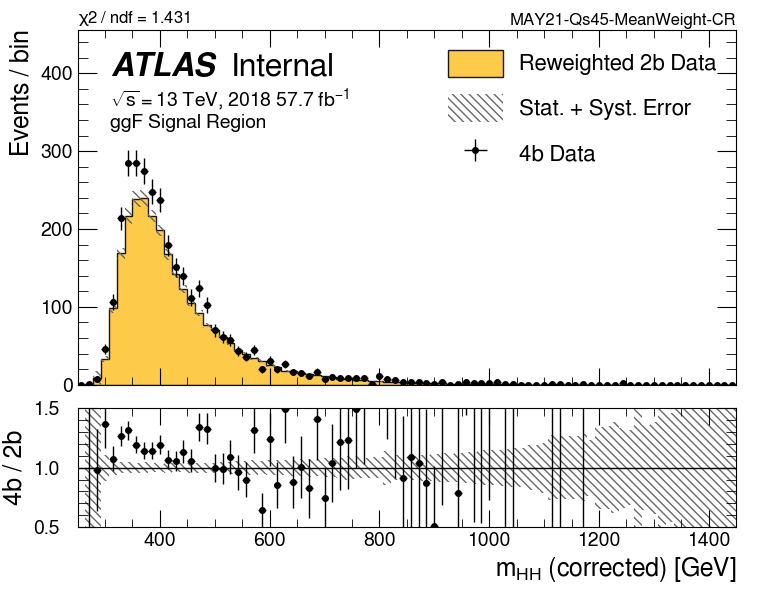 χ2 / ndf = 1.431 MAY21-Qs45-MeanWeight-CR
Events / bin
400
300
200
100
0
ATLAS Internal
√s = 13 TeV, 2018 57.7 fb⁻¹
ggF Signal Region
Reweighted 2b Data
Stat. + Syst. Error
4b Data
4b / 2b
1.5
1.0
0.5
400 600 800 1000 1200 1400
mHH (corrected) [GeV]